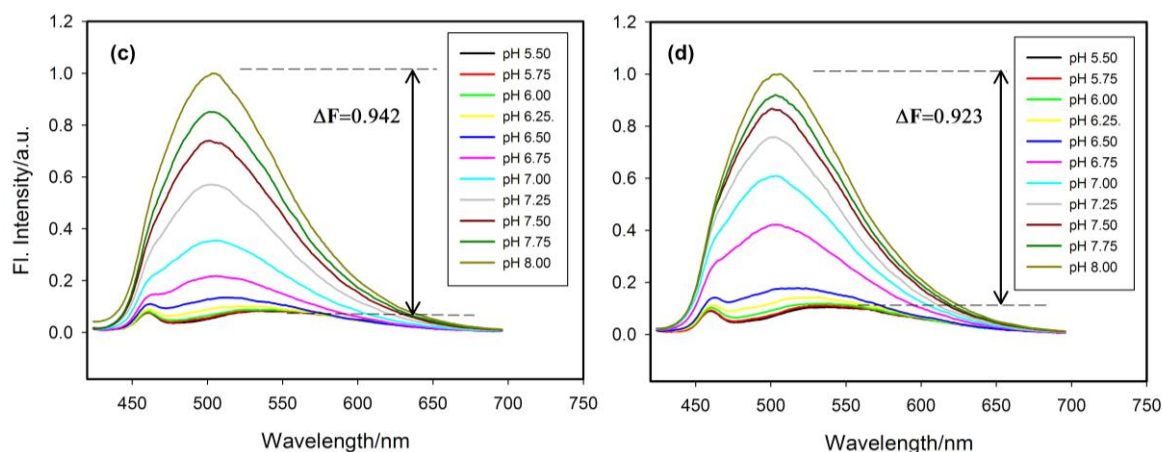 (c)
Fl. Intensity/a.u.
1.2
1.0
0.8
0.6
0.4
0.2
0.0
ΔF=0.942
pH 5.50
pH 5.75
pH 6.00
pH 6.25.
pH 6.50
pH 6.75
pH 7.00
pH 7.25
pH 7.50
pH 7.75
pH 8.00
450 500 550 600 650 700 750
Wavelength/nm
(d)
1.2
1.0
0.8
0.6
0.4
0.2
0.0
ΔF=0.923
pH 5.50
pH 5.75
pH 6.00
pH 6.25.
pH 6.50
pH 6.75
pH 7.00
pH 7.25
pH 7.50
pH 7.75
pH 8.00
450 500 550 600 650 700 750
Wavelength/nm